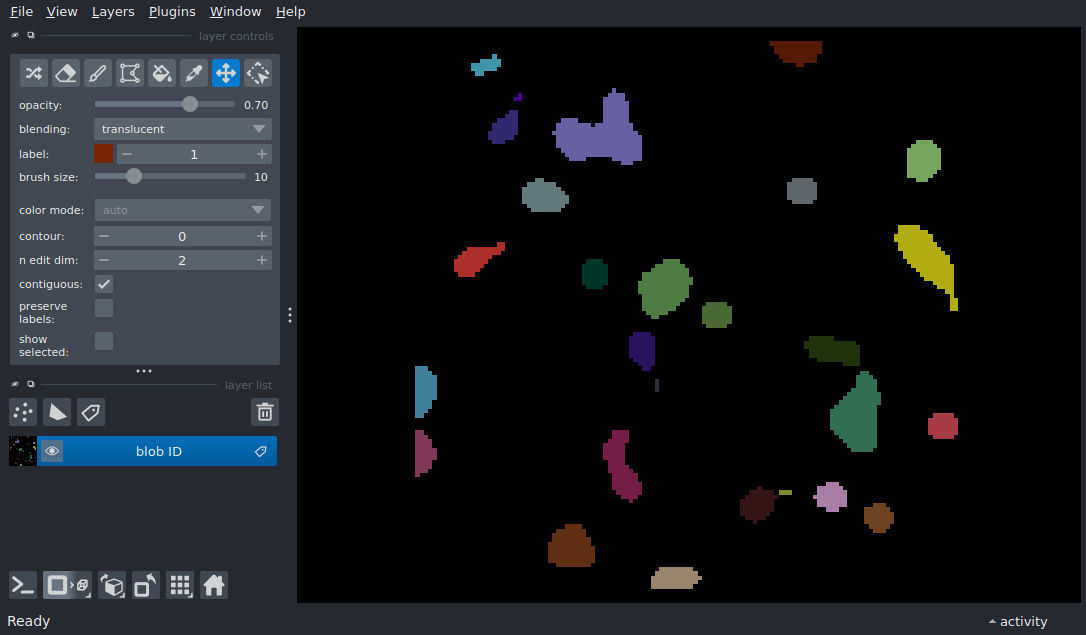 File View Layers Plugins Window Help
layer controls
opacity: 0.70
blending: translucent
label: 1
brush size: 10
color mode: auto
contour: 0
n edit dim: 2
contiguous:
preserve
labels:
show
selected:
layer list
blob ID
Ready
activity